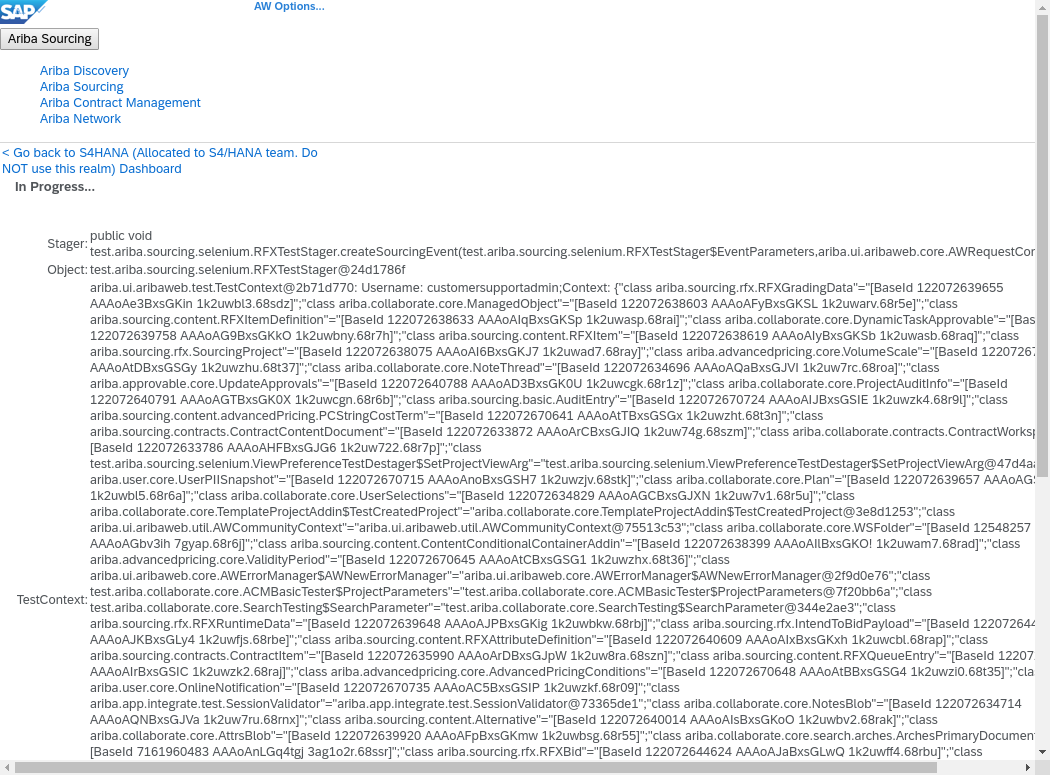 SAP
AW Options...
Ariba Sourcing
Ariba Discovery
Ariba Sourcing
Ariba Contract Management
Ariba Network
< Go back to S4HANA (Allocated to S4/HANA team. Do
NOT use this realm) Dashboard
In Progress...
Stager:
public void
test.ariba.sourcing.selenium.RFXTestStager.createSourcingEvent(test.ariba.sourcing.selenium.RFXTestStager$EventParameters,ariba.ui.aribaweb.core.AWRequestCon
Object: test.ariba.sourcing.selenium.RFXTestStager@24d1786f
TestContext:
ariba.ui.aribaweb.test.TestContext@2b71d770: Username: customersupportadmin;Context: {"class ariba.sourcing.rfx.RFXGradingData"="[BaseId 122072639655
AAAoAe3BxsGKin 1k2uwbl3.68sdz]";"class ariba.collaborate.core.ManagedObject"="[BaseId 122072638603 AAAoAFyBxsGKSL 1k2uwarv.68r5e]";"class
ariba.sourcing.content.RFXItemDefinition"="[BaseId 122072638633 AAAoAIqBxsGKSp 1k2uwasp.68rai]";"class ariba.collaborate.core.DynamicTaskApprovable"="[Bas
122072639758 AAAoAG9BxsGKkO 1k2uwbny.68r7h]";"class ariba.sourcing.content.RFXItem"="[BaseId 122072638619 AAAoAIyBxsGKSb 1k2uwasb.68raq]";"class
ariba.sourcing.rfx.SourcingProject"="[BaseId 122072638075 AAAoAI6BxsGKJ7 1k2uwad7.68ray]";"class ariba.advancedpricing.core.VolumeScale"="[BaseId 1220726
AAAoAtDBxsGSGy 1k2uwzhu.68t37]";"class ariba.collaborate.core.NoteThread"="[BaseId 122072634696 AAAoAQaBxsGJVI 1k2uw7rc.68roa]";"class
ariba.approvable.core.UpdateApprovals"="[BaseId 122072640788 AAAoAD3BxsGK0U 1k2uwcgk.68r1z]";"class ariba.collaborate.core.ProjectAuditInfo"="[BaseId
122072640791 AAAoAGTBxsGK0X 1k2uwcgn.68r6b]";"class ariba.sourcing.basic.AuditEntry"="[BaseId 122072670724 AAAoAIJBxsGSIE 1k2uwzk4.68r9l]";"class
ariba.sourcing.content.advancedPricing.PCStringCostTerm"="[BaseId 122072670641 AAAoAtTBxsGSGx 1k2uwzht.68t3n]";"class
ariba.sourcing.contracts.ContractContentDocument"="[BaseId 122072633872 AAAoArCBxsGJIQ 1k2uw74g.68szm]";"class ariba.collaborate.contracts.ContractWorksp
[BaseId 122072633786 AAAoAHFBxsGJG6 1k2uw722.68r7p]";"class
test.ariba.sourcing.selenium.ViewPreferenceTestDestager$SetProjectViewArg"="test.ariba.sourcing.selenium.ViewPreferenceTestDestager$SetProjectViewArg@47d4aa
ariba.user.core.UserPIISnapshot"="[BaseId 122072670715 AAAoAnoBxsGSH7 1k2uwzjv.68stk]";"class ariba.collaborate.core.Plan"="[BaseId 122072639657 AAAoAGS
1k2uwbl5.68r6a]";"class ariba.collaborate.core.UserSelections"="[BaseId 122072634829 AAAoAGCBxsGJXN 1k2uw7v1.68r5u]";"class
ariba.collaborate.core.TemplateProjectAddin$TestCreatedProject"="ariba.collaborate.core.TemplateProjectAddin$TestCreatedProject@3e8d1253";"class
ariba.ui.aribaweb.util.AWCommunityContext"="ariba.ui.aribaweb.util.AWCommunityContext@75513c53";"class ariba.collaborate.core.WSFolder"="[BaseId 12548257
AAAoAGbv3ih 7gyap.68r6j]";"class ariba.sourcing.content.ContentConditionalContainerAddin"="[BaseId 122072638399 AAAoAIlBxsGKO! 1k2uwam7.68rad]";"class
ariba.advancedpricing.core.ValidityPeriod"="[BaseId 122072670645 AAAoAtCBxsGSG1 1k2uwzhx.68t36]";"class
ariba.ui.aribaweb.core.AWErrorManager$AWNewErrorManager"="ariba.ui.aribaweb.core.AWErrorManager$AWNewErrorManager@2f9d0e76";"class
test.ariba.collaborate.core.ACMBasicTester$ProjectParameters"="test.ariba.collaborate.core.ACMBasicTester$ProjectParameters@7f20bb6a";"class
test.ariba.collaborate.core.SearchTesting$SearchParameter"="test.ariba.collaborate.core.SearchTesting$SearchParameter@344e2ae3";"class
ariba.sourcing.rfx.RFXRuntimeData"="[BaseId 122072639648 AAAoAJPBxsGKig 1k2uwbkw.68rbj]";"class ariba.sourcing.rfx.IntendToBidPayload"="[BaseId 122072644
AAAoAJKBxsGLy4 1k2uwfjs.68rbe]";"class ariba.sourcing.content.RFXAttributeDefinition"="[BaseId 122072640609 AAAoAIxBxsGKxh 1k2uwcbl.68rap]";"class
ariba.sourcing.contracts.ContractItem"="[BaseId 122072635990 AAAoArDBxsGJpW 1k2uw8ra.68szn]";"class ariba.sourcing.content.RFXQueueEntry"="[BaseId 12207
AAAoAIrBxsGSIC 1k2uwzk2.68raj]";"class ariba.advancedpricing.core.AdvancedPricingConditions"="[BaseId 122072670648 AAAoAtBBxsGSG4 1k2uwzi0.68t35]";"cla
ariba.user.core.OnlineNotification"="[BaseId 122072670735 AAAoAC5BxsGSIP 1k2uwzkf.68r09]";"class
ariba.app.integrate.test.SessionValidator"="ariba.app.integrate.test.SessionValidator@73365de1";"class ariba.collaborate.core.NotesBlob"="[BaseId 122072634714
AAAoAQNBxsGJVa 1k2uw7ru.68rnx]";"class ariba.sourcing.content.Alternative"="[BaseId 122072640014 AAAoAIsBxsGKoO 1k2uwbv2.68rak]";"class
ariba.collaborate.core.AttrsBlob"="[BaseId 122072639920 AAAoAFpBxsGKmw 1k2uwbsg.68r55]";"class ariba.collaborate.core.search.arches.ArchesPrimaryDocument
[BaseId 7161960483 AAAoAnLGq4tgj 3ag1o2r.68ssr]";"class ariba.sourcing.rfx.RFXBid"="[BaseId 122072644624 AAAoAJaBxsGLwQ 1k2uwff4.68rbu]";"class